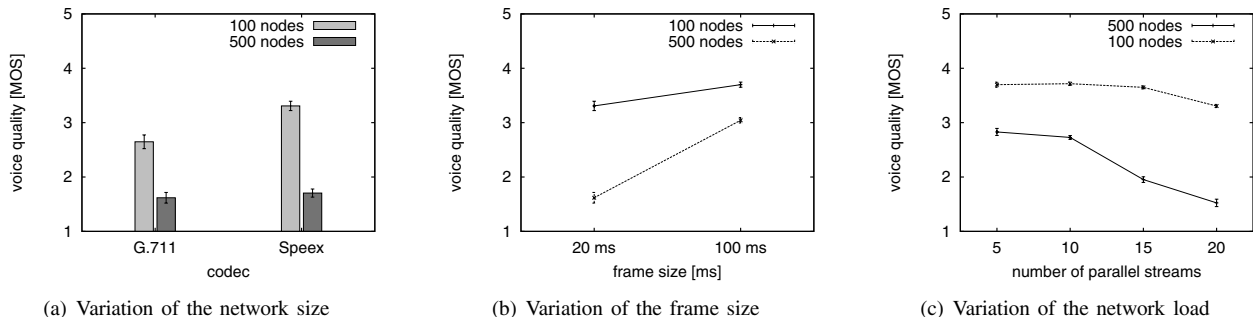 5
4
3
2
1
voice quality [MOS]
100 nodes
500 nodes
G.711
Speex
codec
(a) Variation of the network size
5
4
3
2
1
voice quality [MOS]
100 nodes
500 nodes
20 ms
100 ms
frame size [ms]
(b) Variation of the frame size
5
4
3
2
1
voice quality [MOS]
500 nodes
100 nodes
5
10
15
20
number of parallel streams
(c) Variation of the network load